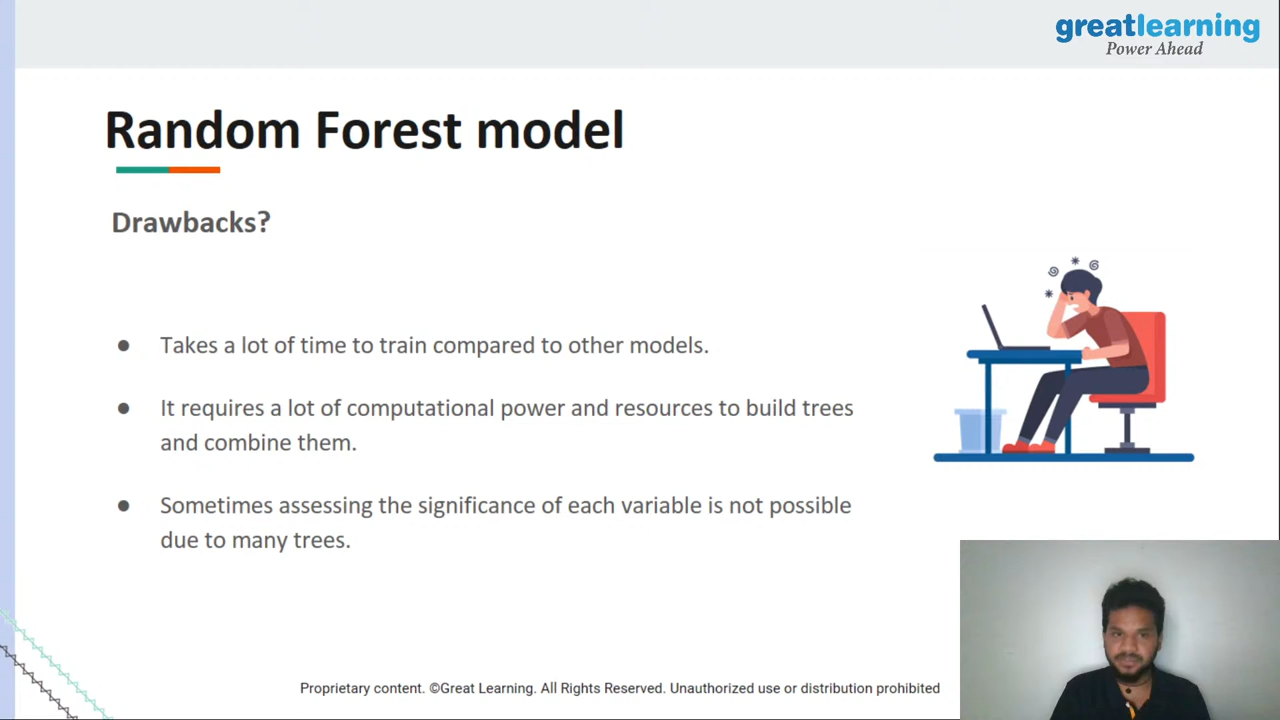 greatlearning
Power Ahead
Random Forest model
Drawbacks?
● Takes a lot of time to train compared to other models.
● It requires a lot of computational power and resources to build trees
and combine them.
● Sometimes assessing the significance of each variable is not possible
due to many trees.
Proprietary content. ©Great Learning. All Rights Reserved. Unauthorized use or distribution prohibited